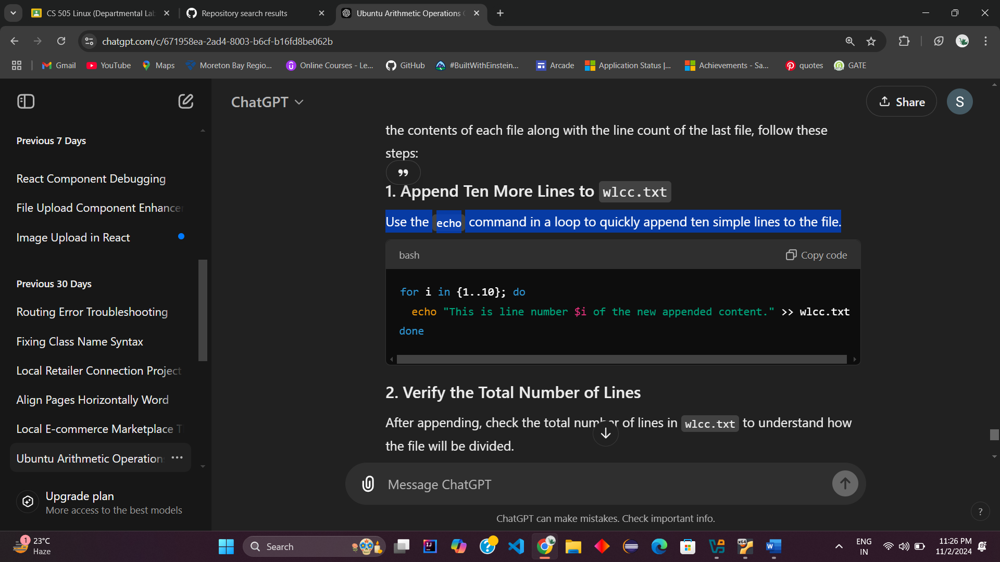 CS 505 Linux (Departmental Lab
Repository search results
Ubuntu Arithmetic Operations
chatgpt.com/c/671958ea-2ad4-8003-b6cf-b16fd8be062b
Gmail
YouTube
Maps
Moreton Bay Regio...
Online Courses - Le...
GitHub
#BuiltWithEinstein...
Arcade
Application Status |...
Achievements - Sa...
quotes
GATE
ChatGPT
Share
S
Previous 7 Days
React Component Debugging
File Upload Component Enhance
Image Upload in React
Previous 30 Days
Routing Error Troubleshooting
Fixing Class Name Syntax
Local Retailer Connection Project
Align Pages Horizontally Word
Local E-commerce Marketplace T
Ubuntu Arithmetic Operation
Upgrade plan
More access to the best models
the contents of each file along with the line count of the last file, follow these
steps:
1. Append Ten More Lines to wlcc.txt
Use the echo command in a loop to quickly append ten simple lines to the file.
bash
Copy code
for i in {1..10}; do
echo "This is line number $i of the new appended content." >> wlcc.txt
done
2. Verify the Total Number of Lines
After appending, check the total number of lines in wlcc.txt to understand how
the file will be divided.
Message ChatGPT
ChatGPT can make mistakes. Check important info.
?
1
23°C
Haze
Search
ENG
IN
11:26 PM
11/2/2024